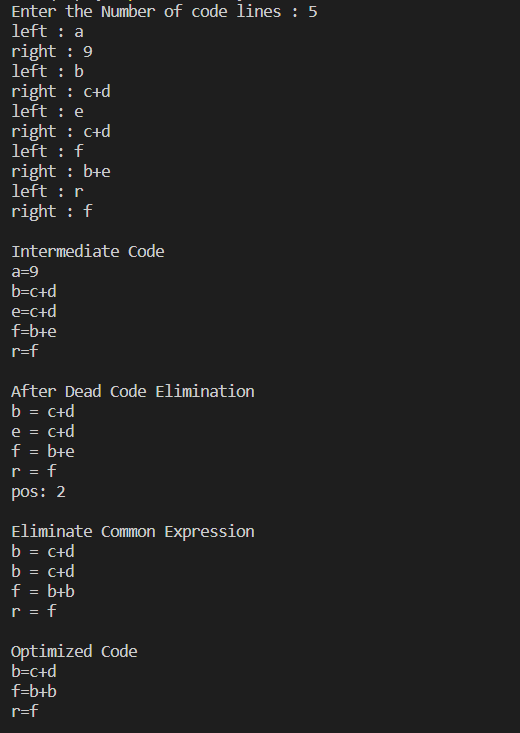 Enter the Number of code lines : 5
left : a
right : 9
left : b
right : c+d
left : e
right : c+d
left : f
right : b+e
left : r
right : f
Intermediate Code
a=9
b=c+d
e=c+d
f=b+e
r=f
After Dead Code Elimination
b = c+d
e = c+d
f = b+e
r = f
pos: 2
Eliminate Common Expression
b = c+d
b = c+d
f = b+b
r = f
Optimized Code
b=c+d
f=b+b
r=f